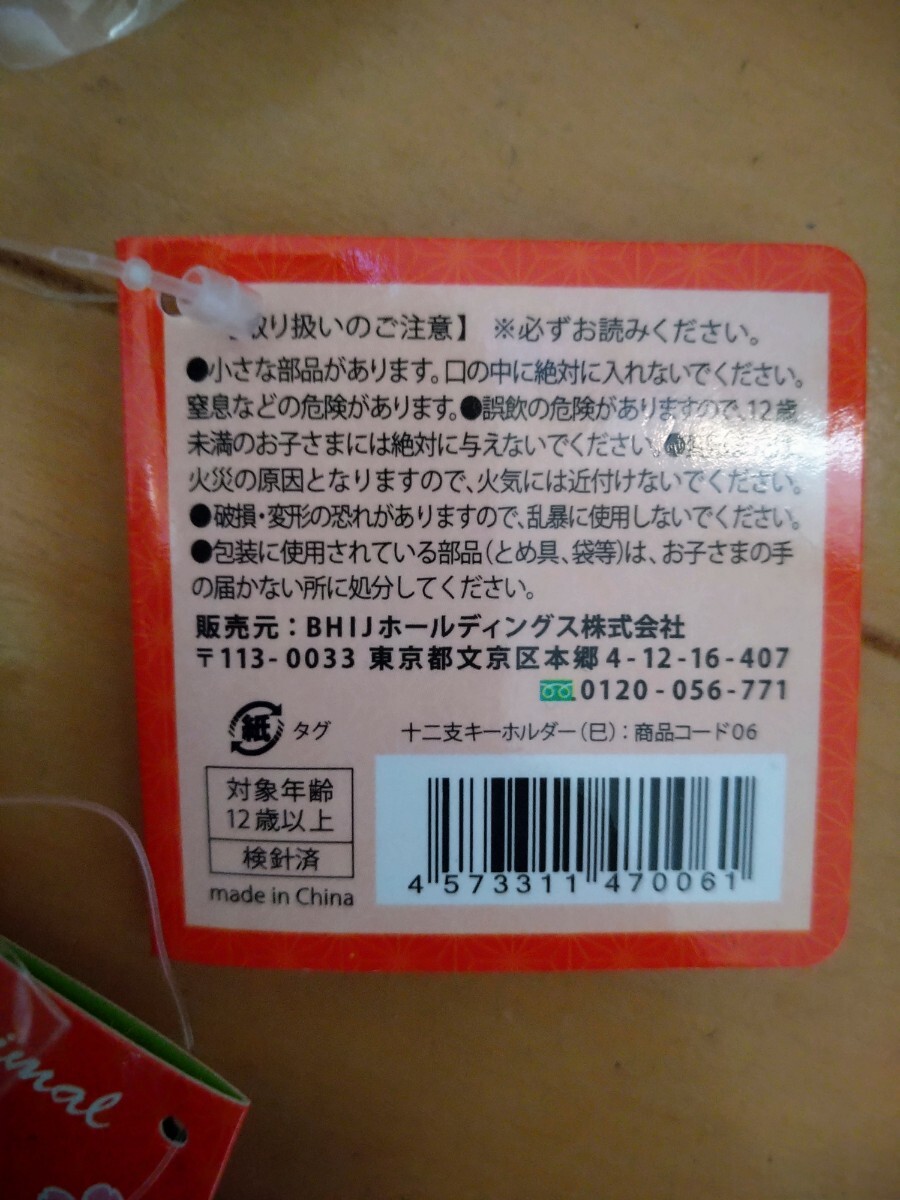 取り扱いのご注意】 ※必ずお読みください。
●小さな部品があります。口の中に絶対に入れないでください。
窒息などの危険があります。●誤飲の危険がありますので、12歳
未満のお子さまには絶対に与えないでください。●
火災の原因となりますので、火気には近付けないでください。
●破損・変形の恐れがありますので、乱暴に使用しないでください。
●包装に使用されている部品(とめ具、袋等)は、お子さまの手
の届かない所に処分してください。
販売元:BHIJホールディングス株式会社
〒113-0033 東京都文京区本郷4-12-16-407
0120-056-771
紙 タグ
十二支キーホルダー(巳):商品コード06
対象年齢
12歳以上
検針済
made in China
4 573311 470061
imal